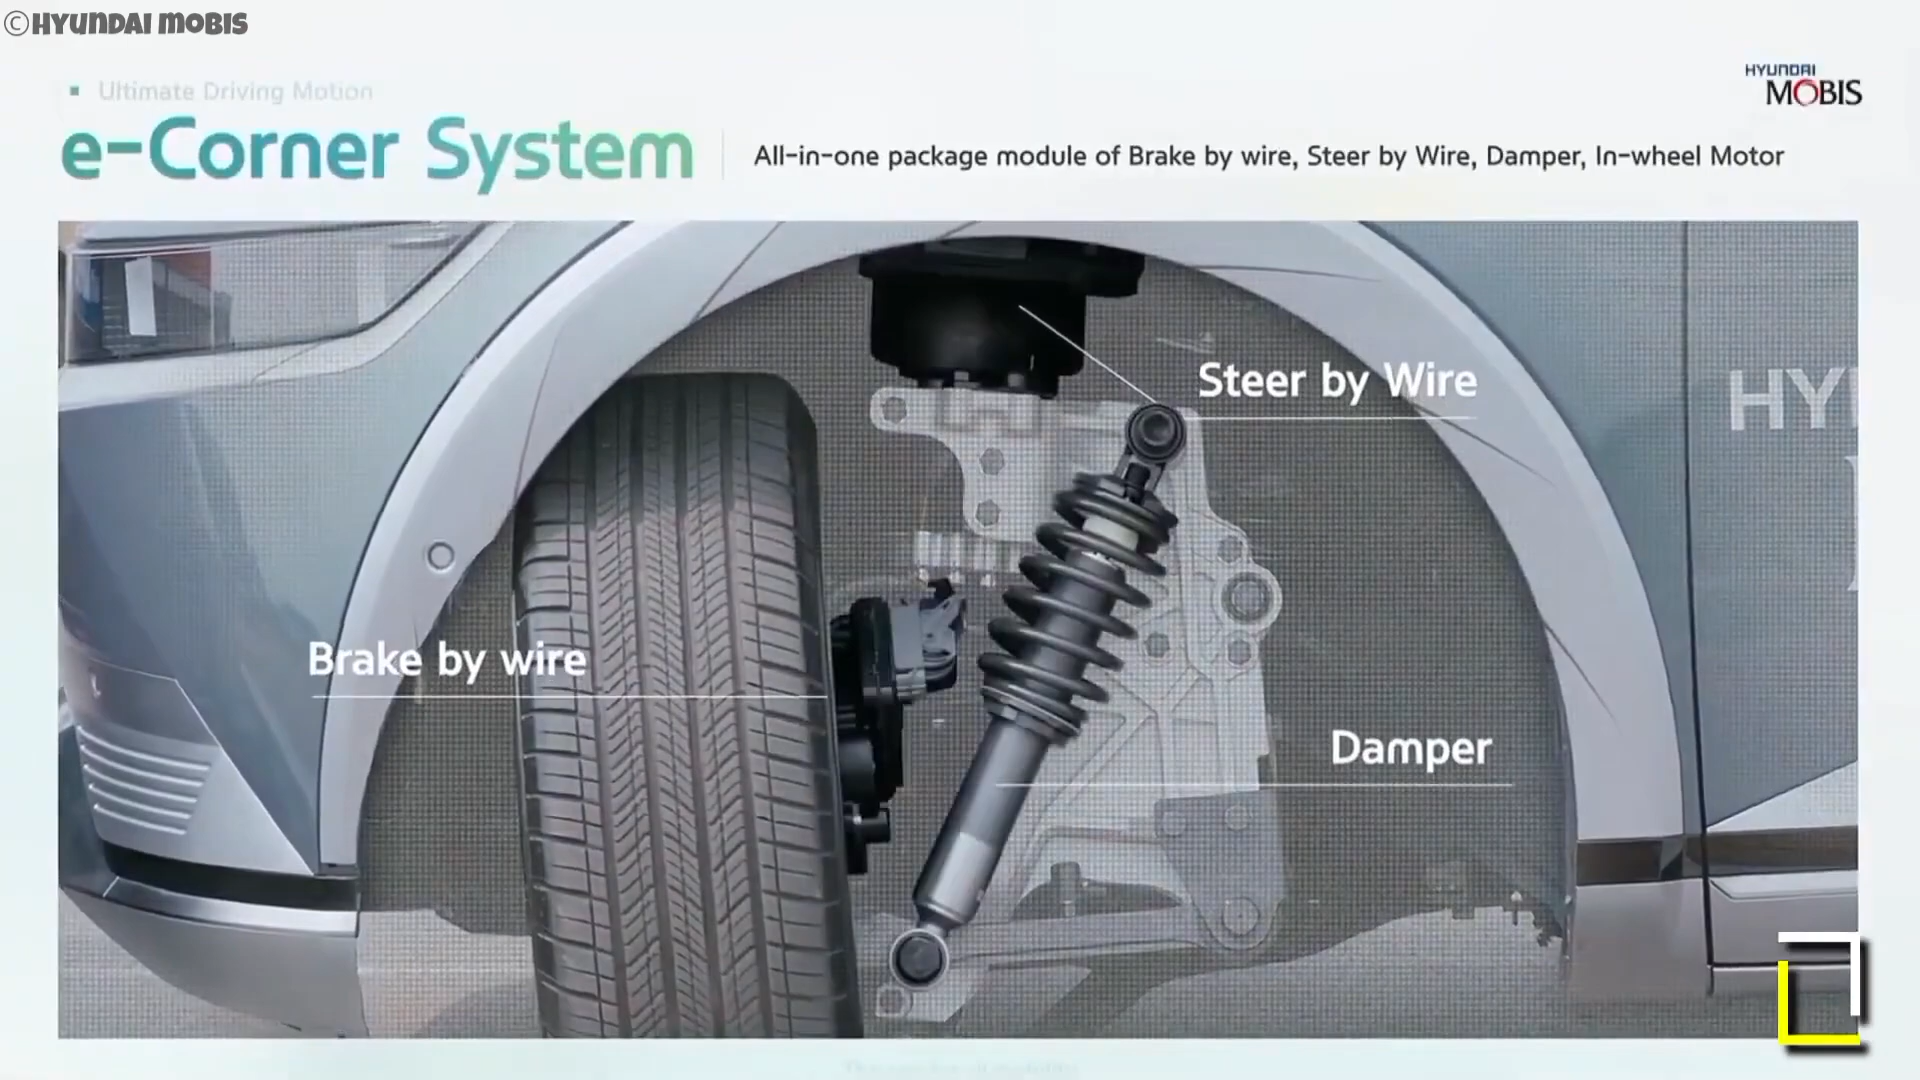 ©HYUNDAI MOBIS
Ultimate Driving Motion
HYUNDAI
MOBIS
e-Corner System
All-in-one package module of Brake by wire, Steer by Wire, Damper, In-wheel Motor
Steer by Wire
HY
Brake by wire
Damper